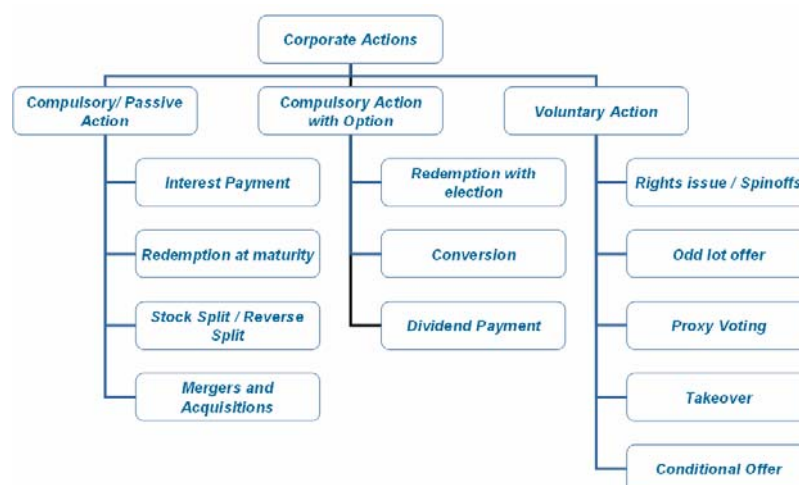 Corporate Actions
Compulsory/ Passive
Action
Compulsory Action
with Option
Voluntary Action
Interest Payment
Redemption at maturity
Stock Split / Reverse
Split
Mergers and
Acquisitions
Redemption with
election
Conversion
Dividend Payment
Rights issue / Spinoffs
Odd lot offer
Proxy Voting
Takeover
Conditional Offer